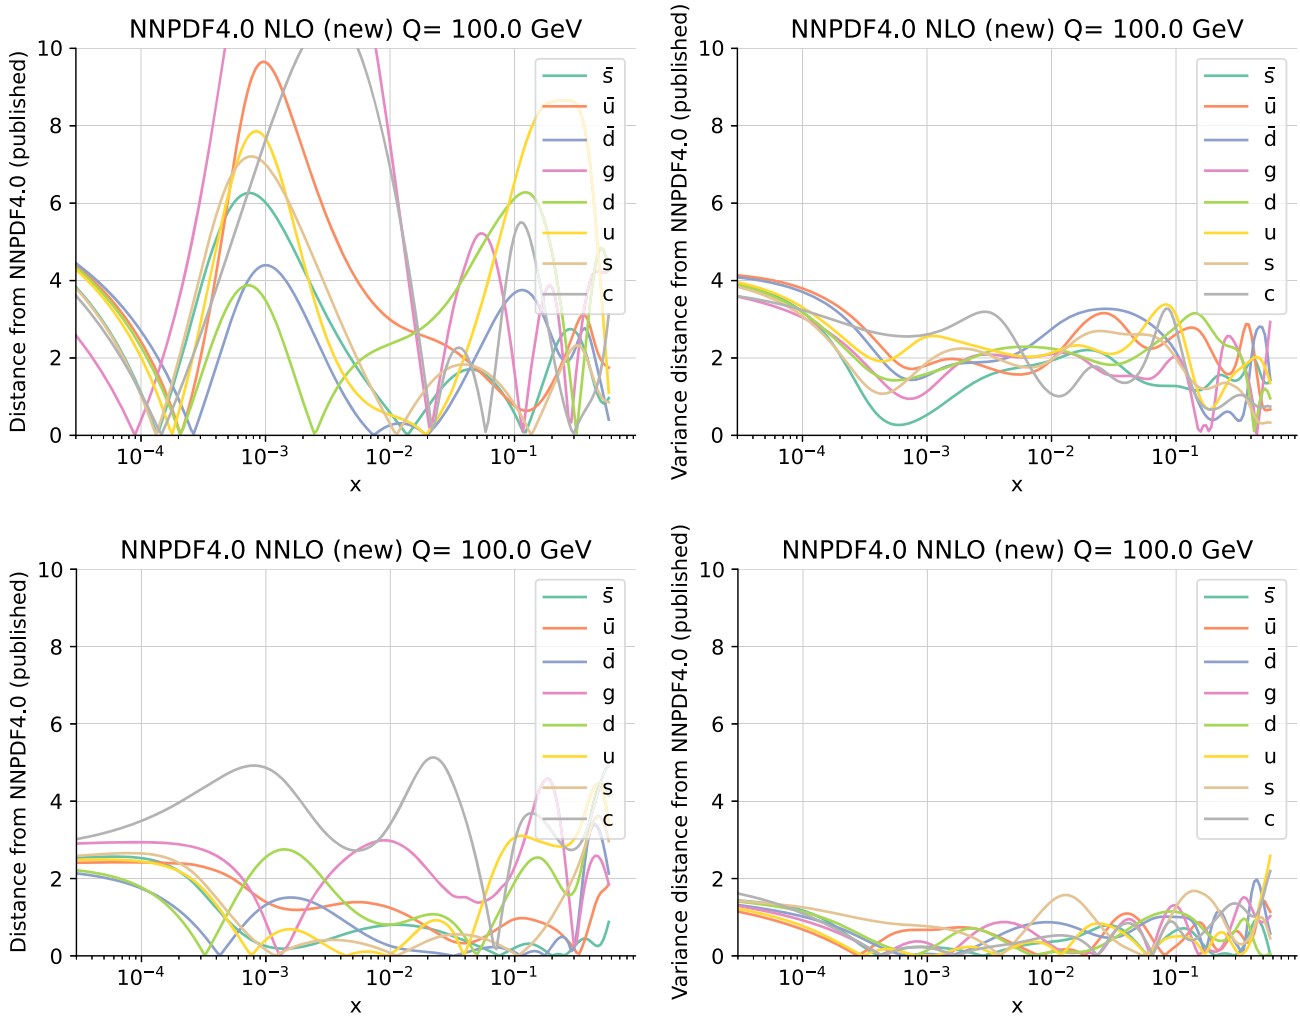 NNPDF4.0 NLO (new) Q= 100.0 GeV
Distance from NNPDF4.0 (published)
10
8
6
4
2
0
10⁻⁴
10⁻³
10⁻²
10⁻¹
x
s̄
ū
d̄
g
d
u
s
c
NNPDF4.0 NLO (new) Q= 100.0 GeV
Variance distance from NNPDF4.0 (published)
10
8
6
4
2
0
10⁻⁴
10⁻³
10⁻²
10⁻¹
x
s̄
ū
d̄
g
d
u
s
c
NNPDF4.0 NNLO (new) Q= 100.0 GeV
Distance from NNPDF4.0 (published)
10
8
6
4
2
0
10⁻⁴
10⁻³
10⁻²
10⁻¹
x
s̄
ū
d̄
g
d
u
s
c
NNPDF4.0 NNLO (new) Q= 100.0 GeV
Variance distance from NNPDF4.0 (published)
10
8
6
4
2
0
10⁻⁴
10⁻³
10⁻²
10⁻¹
x
s̄
ū
d̄
g
d
u
s
c